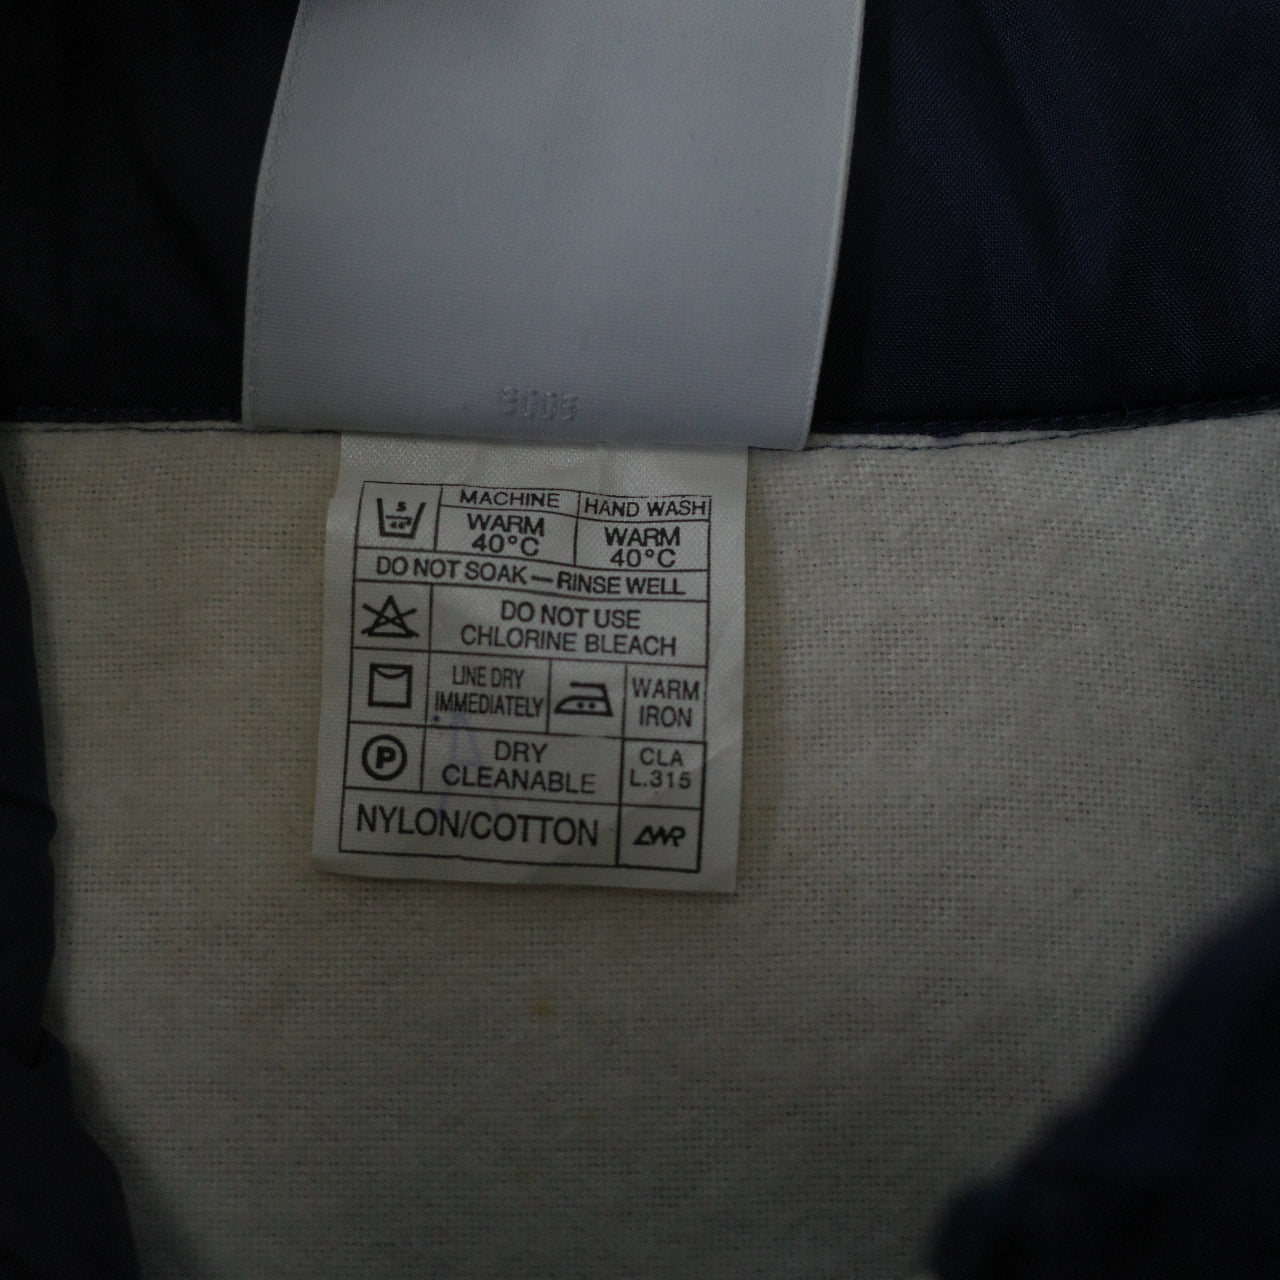 9005
MACHINE
HAND WASH
WARM
40°C
WARM
40°C
DO NOT SOAK — RINSE WELL
DO NOT USE
CHLORINE BLEACH
LINE DRY
IMMEDIATELY
WARM
IRON
P
DRY
CLEANABLE
CLA
L.315
NYLON/COTTON